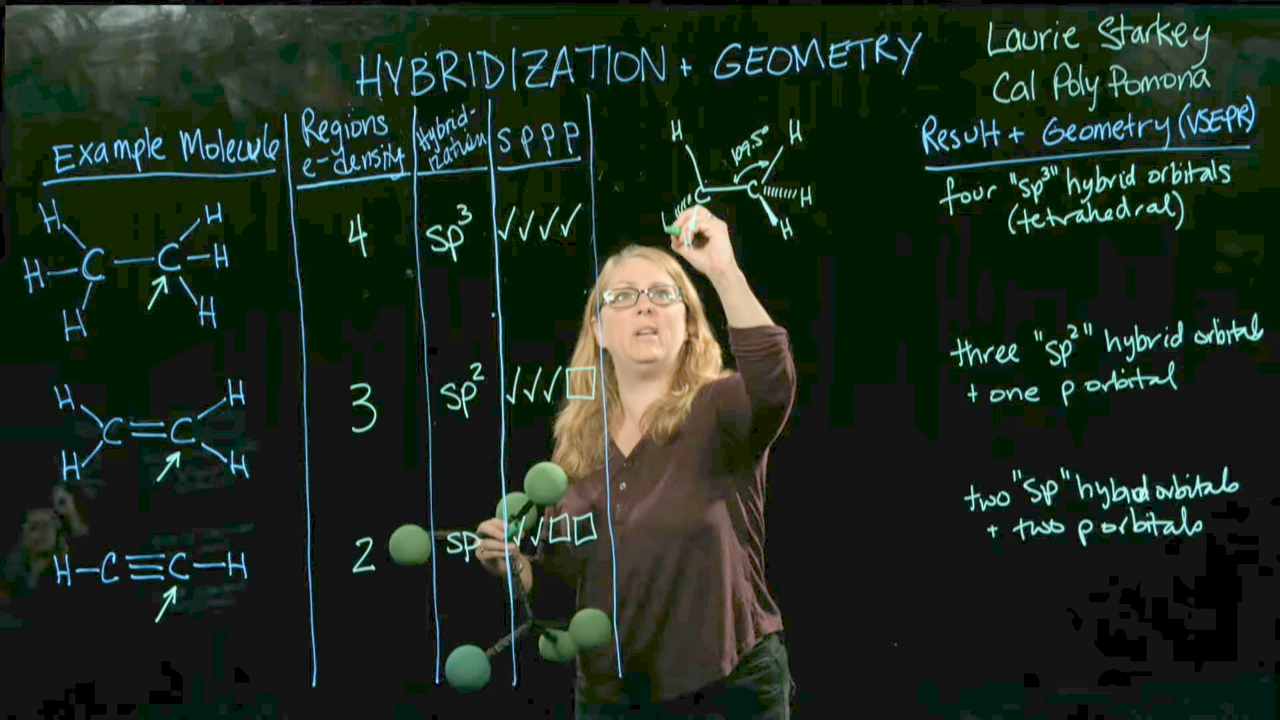 HYBRIDIZATION + GEOMETRY
Laurie Starkey
Cal Poly Pomona
Example Molecule
Regions
e- density
Hybrid-
ization
S P P P
Result + Geometry (VSEPR)
H H
H—C—C—H
H H
4
sp³
✓✓✓✓
H H
109.5°
C—C H
H
four "sp³" hybrid orbitals
(tetrahedral)
H H
C=C
H H
3
sp²
✓✓✓□
three "sp²" hybrid orbital
+ one p orbital
H—C≡C—H
2
sp
✓✓□□
two "sp" hybrid orbitals
+ two p orbitals